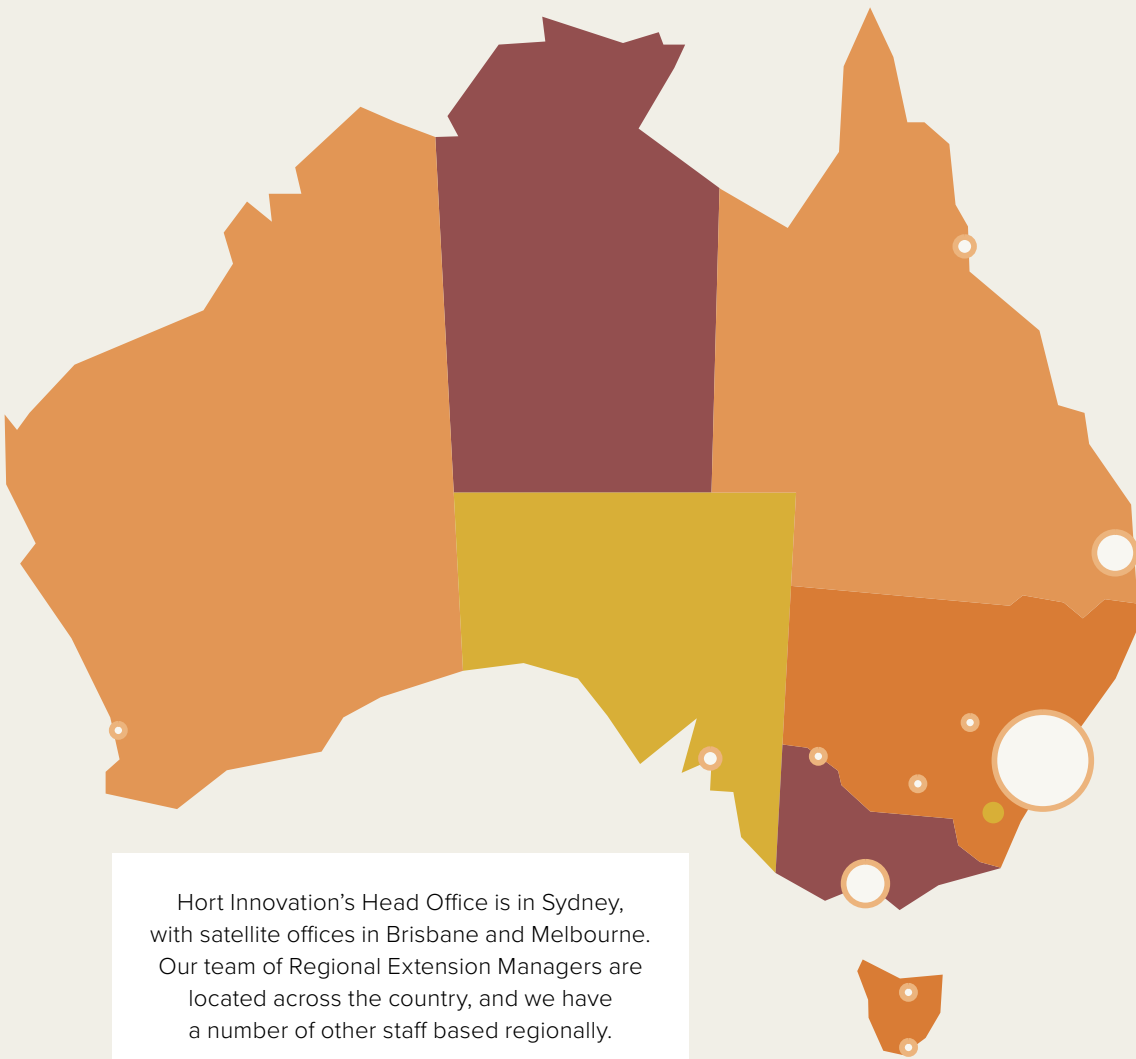 Hort Innovation’s Head Office is in Sydney,
with satellite offices in Brisbane and Melbourne.
Our team of Regional Extension Managers are
located across the country, and we have
a number of other staff based regionally.